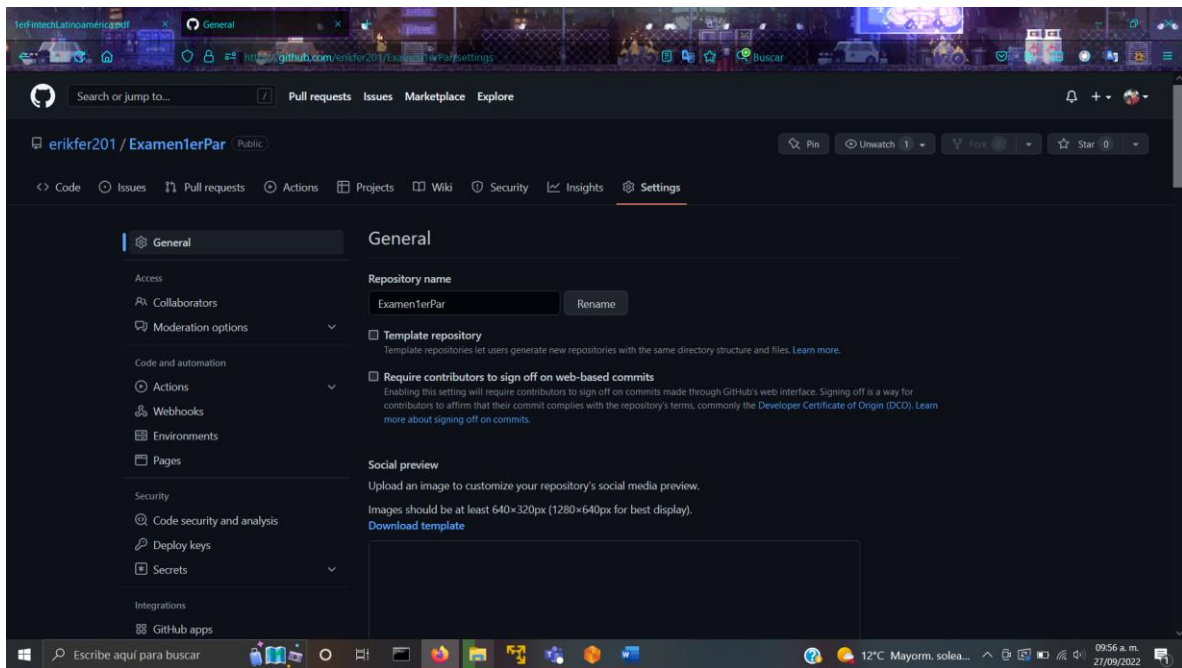 1erFintechLatinoamérica.pdf
General
github.com/erikfer201/Examen1erPar/settings
Buscar
Search or jump to...
/
Pull requests Issues Marketplace Explore
erikfer201 / Examen1erPar Public
Pin
Unwatch 1
Fork 0
Star 0
Code Issues Pull requests Actions Projects Wiki Security Insights Settings
General
Access
Collaborators
Moderation options
Code and automation
Actions
Webhooks
Environments
Pages
Security
Code security and analysis
Deploy keys
Secrets
Integrations
GitHub apps
General
Repository name
Examen1erPar Rename
Template repository
Template repositories let users generate new repositories with the same directory structure and files. Learn more.
Require contributors to sign off on web-based commits
Enabling this setting will require contributors to sign off on commits made through GitHub's web interface. Signing off is a way for
contributors to affirm that their commit complies with the repository's terms, commonly the Developer Certificate of Origin (DCO). Learn
more about signing off on commits.
Social preview
Upload an image to customize your repository's social media preview.
Images should be at least 640×320px (1280×640px for best display).
Download template
Escribe aquí para buscar
12°C Mayorm. solea...
09:56 a. m.
27/09/2022